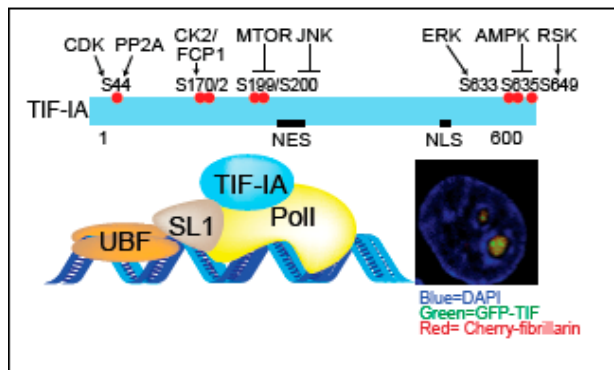 CDK PP2A CK2/ MTOR JNK ERK AMPK RSK
FCP1
S44 S170/2 S199/S200 S633 S635 S649
TIF-IA
1 NES NLS 600
TIF-IA
PolI
SL1
UBF
Blue=DAPI
Green=GFP-TIF
Red= Cherry-fibrillarin